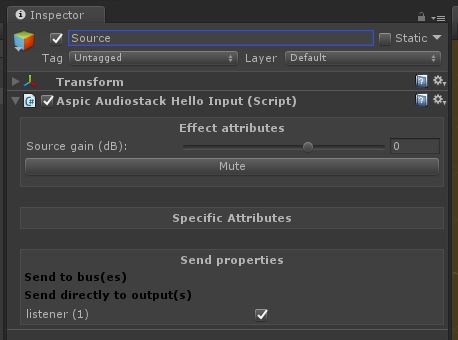 Inspector
Source
Static
Tag Untagged Layer Default
Transform
Aspic Audiostack Hello Input (Script)
Effect attributes
Source gain (dB): 0
Mute
Specific Attributes
Send properties
Send to bus(es)
Send directly to output(s)
listener (1)